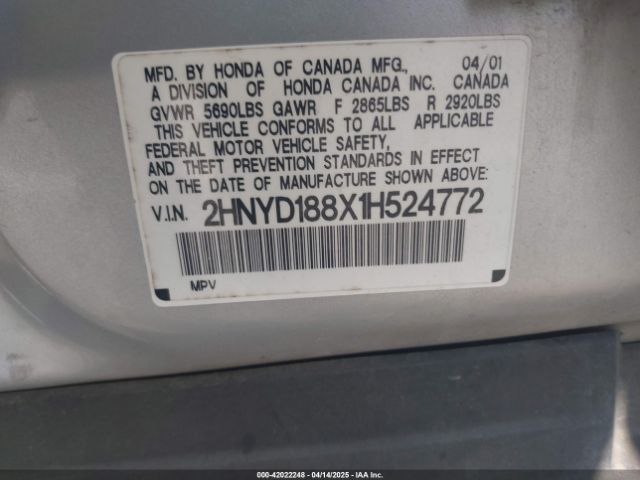 MFD. BY HONDA OF CANADA MFG., 04/01
A DIVISION OF HONDA CANADA INC. CANADA
GVWR 5690LBS GAWR F 2865LBS R 2920LBS
THIS VEHICLE CONFORMS TO ALL APPLICABLE
FEDERAL MOTOR VEHICLE SAFETY,
AND THEFT PREVENTION STANDARDS IN EFFECT
ON THE DATE OF MANUFACTURE SHOWN ABOVE:
V.I.N. 2HNYD188X1H524772
MPV
000-42022248 - 04/14/2025 - IAA Inc.